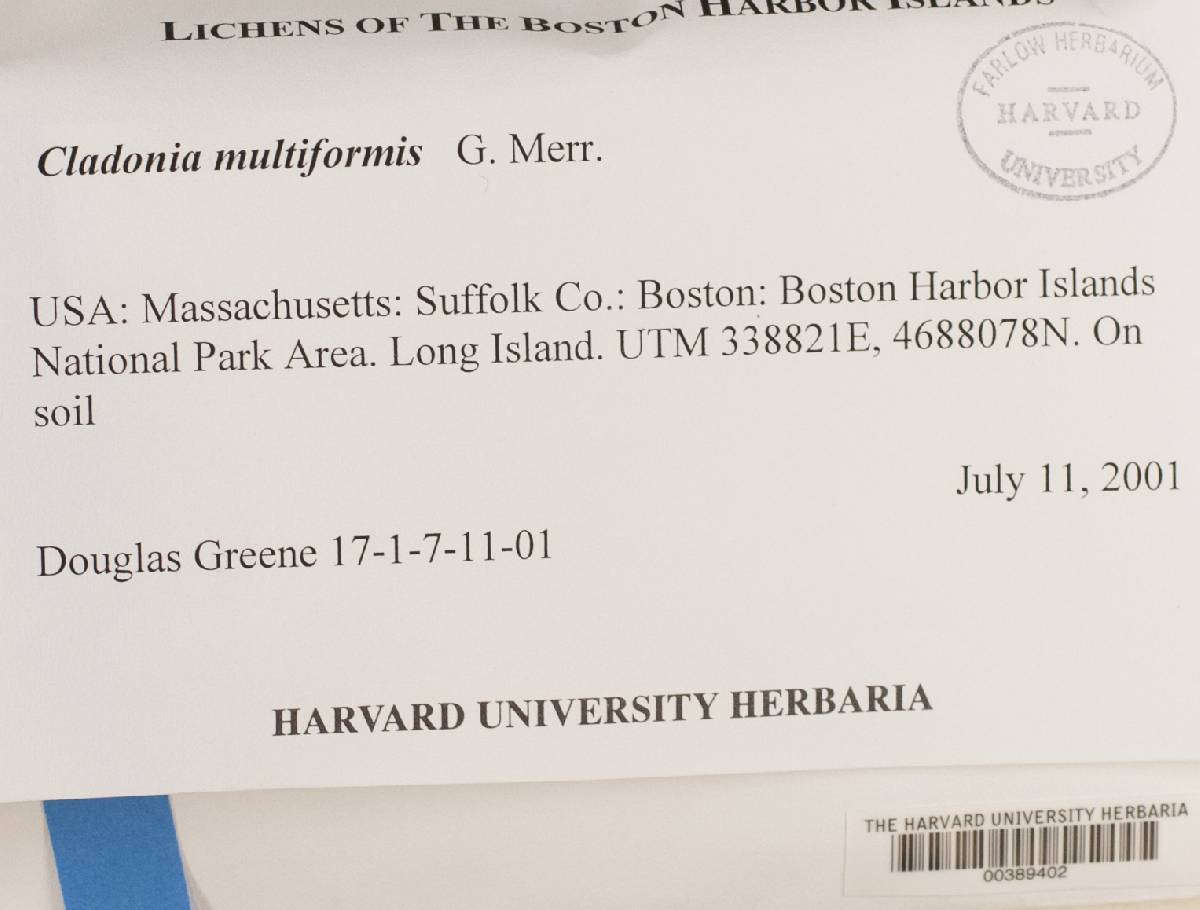 LICHENS OF THE BOSTON HARBOR ISLANDS
FARLOW HERBARIUM
HARVARD
UNIVERSITY
Cladonia multiformis G. Merr.
USA: Massachusetts: Suffolk Co.: Boston: Boston Harbor Islands
National Park Area. Long Island. UTM 338821E, 4688078N. On
soil
July 11, 2001
Douglas Greene 17-1-7-11-01
HARVARD UNIVERSITY HERBARIA
THE HARVARD UNIVERSITY HERBARIA
00389402